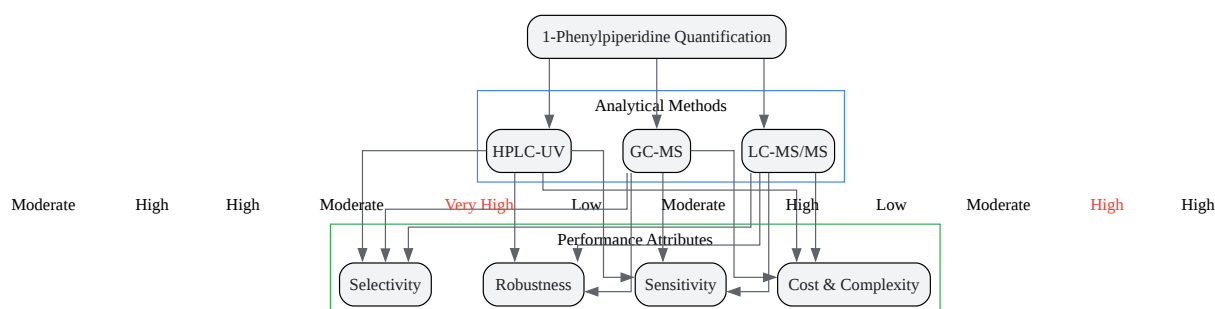 1-Phenylpiperidine Quantification
Analytical Methods
HPLC-UV GC-MS LC-MS/MS
Moderate High High Moderate Very High Low Moderate High Low Moderate High High
Performance Attributes
Selectivity Robustness Sensitivity Cost & Complexity